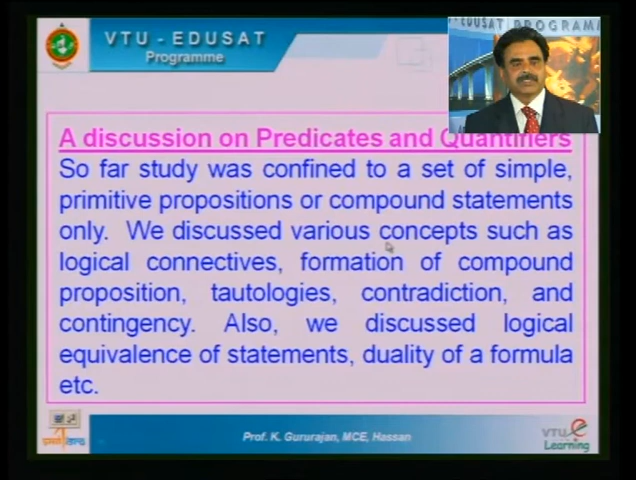 VTU - EDUSAT
Programme
EDUSAT PROGRAMM
A discussion on Predicates and Quantifiers
So far study was confined to a set of simple,
primitive propositions or compound statements
only. We discussed various concepts such as
logical connectives, formation of compound
proposition, tautologies, contradiction, and
contingency. Also, we discussed logical
equivalence of statements, duality of a formula
etc.
Prof. K. Gururajan, MCE, Hassan
VTU e
Learning